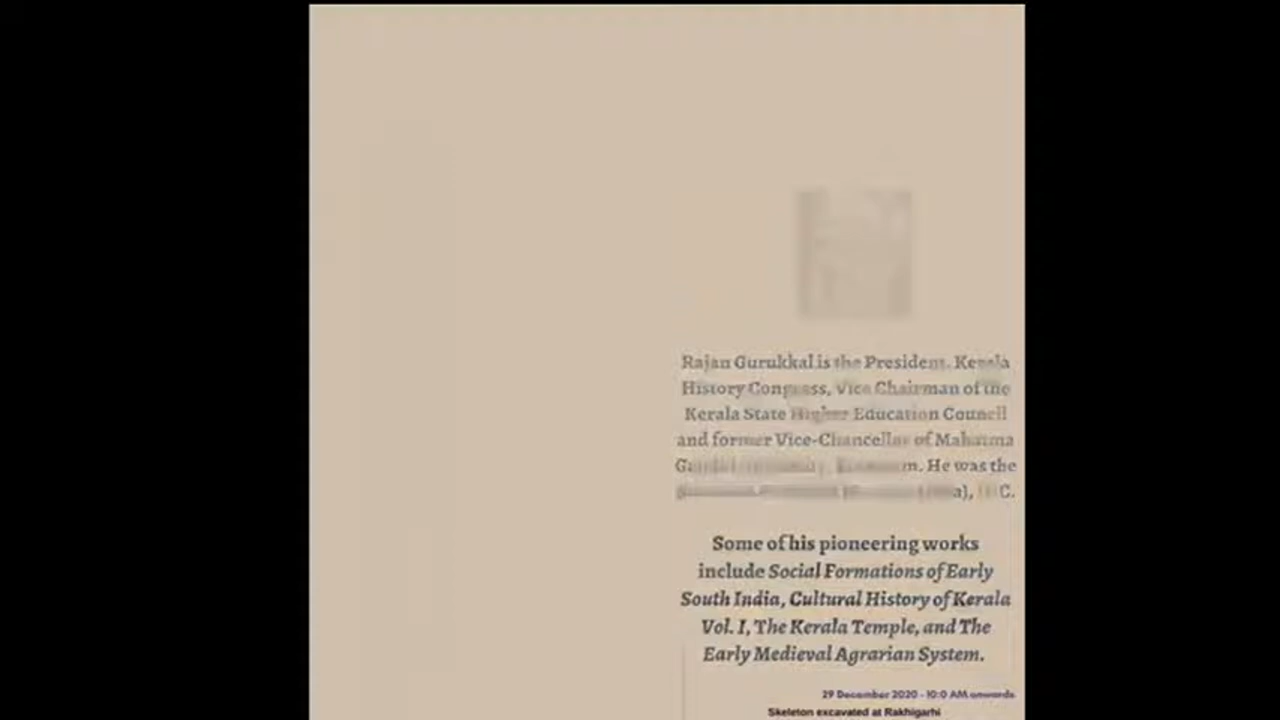 Rajan Gurukkal is the President, Kerala
History Congress, Vice Chairman of the
Kerala State Higher Education Council
and former Vice-Chancellor of Mahatma
m. He was the
C.
Some of his pioneering works
include Social Formations of Early
South India, Cultural History of Kerala
Vol. I, The Kerala Temple, and The
Early Medieval Agrarian System.
29 December 2020 - 10:0 AM onwards
Skeleton excavated at Rakhigarhi